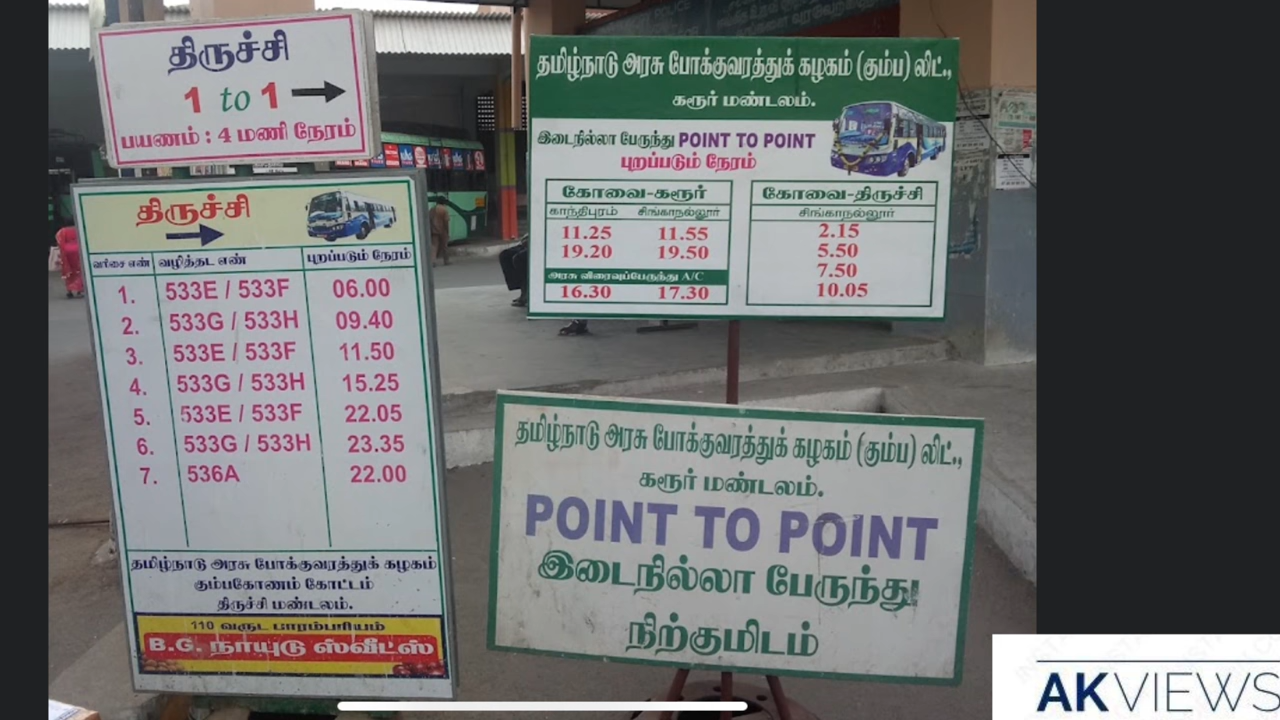 திருச்சி
1 to 1
பயணம் : 4 மணி நேரம்
திருச்சி
வரிசை எண் வழித்தட எண் புறப்படும் நேரம்
1. 533E / 533F 06.00
2. 533G / 533H 09.40
3. 533E / 533F 11.50
4. 533G / 533H 15.25
5. 533E / 533F 22.05
6. 533G / 533H 23.35
7. 536A 22.00
தமிழ்நாடு அரசு போக்குவரத்துக் கழகம்
கும்பகோணம் கோட்டம்
திருச்சி மண்டலம்.
110 வருட பாரம்பரியம்
B.G. நாயுடு ஸ்வீட்ஸ்
தமிழ்நாடு அரசு போக்குவரத்துக் கழகம் (கும்ப) லிட்.,
கரூர் மண்டலம்.
இடைநில்லா பேருந்து POINT TO POINT
புறப்படும் நேரம்
கோவை-கரூர்
காந்திபுரம் சிங்காநல்லூர்
11.25 11.55
19.20 19.50
அரசு விரைவுப்பேருந்து A/C
16.30 17.30
கோவை-திருச்சி
சிங்காநல்லூர்
2.15
5.50
7.50
10.05
தமிழ்நாடு அரசு போக்குவரத்துக் கழகம் (கும்ப) லிட்.,
கரூர் மண்டலம்.
POINT TO POINT
இடைநில்லா பேருந்து
நிற்குமிடம்
AKVIEWS